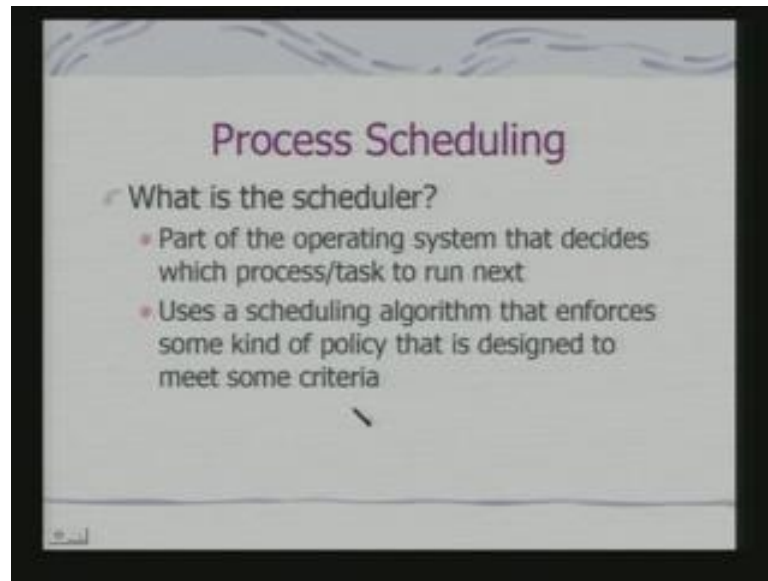 Process Scheduling
What is the scheduler?
Part of the operating system that decides
which process/task to run next
Uses a scheduling algorithm that enforces
some kind of policy that is designed to
meet some criteria